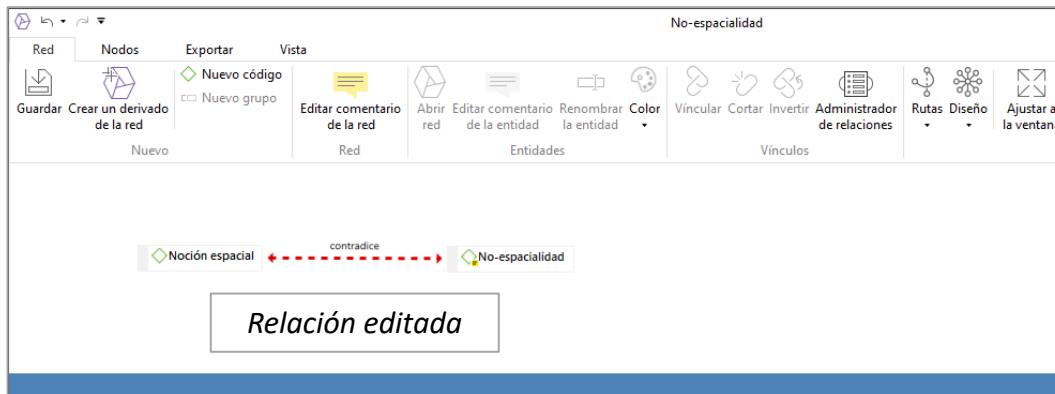 No-espacialidad
Red Nodos Exportar Vista
Guardar
Crear un derivado
de la red
Nuevo código
Nuevo grupo
Nuevo
Editar comentario
de la red
Red
Abrir
red
Editar comentario
de la entidad
Renombrar
la entidad
Color
Entidades
Víncular
Cortar
Invertir
Administrador
de relaciones
Vínculos
Rutas
Diseño
Ajustar a
la ventan
contradice
Noción espacial
No-espacialidad
Relación editada